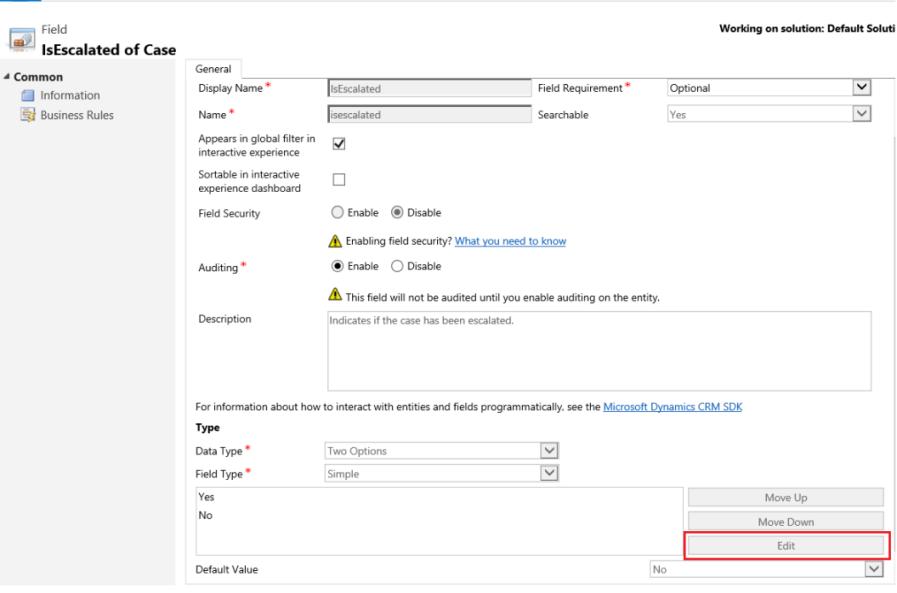 Field
IsEscalated of Case
Working on solution: Default Soluti
Common
Information
Business Rules
General
Display Name * IsEscalated Field Requirement * Optional
Name * isescalated Searchable Yes
Appears in global filter in
interactive experience
Sortable in interactive
experience dashboard
Field Security Enable Disable
Enabling field security? What you need to know
Auditing * Enable Disable
This field will not be audited until you enable auditing on the entity.
Description Indicates if the case has been escalated.
For information about how to interact with entities and fields programmatically, see the Microsoft Dynamics CRM SDK
Type
Data Type * Two Options
Field Type * Simple
Yes
No
Move Up
Move Down
Edit
Default Value No